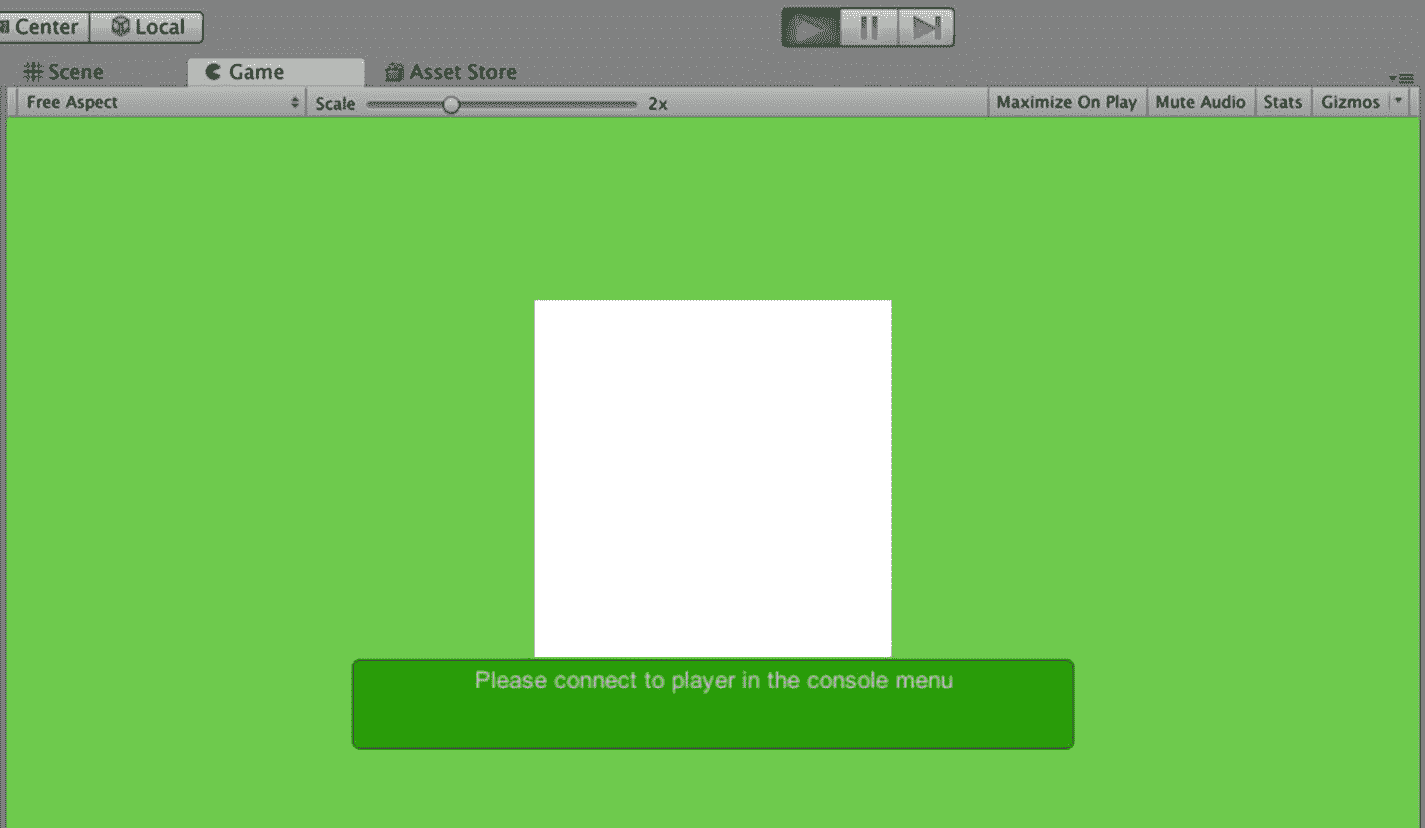 Center Local
Scene Game Asset Store
Free Aspect Scale 2x Maximize On Play Mute Audio Stats Gizmos
Please connect to player in the console menu